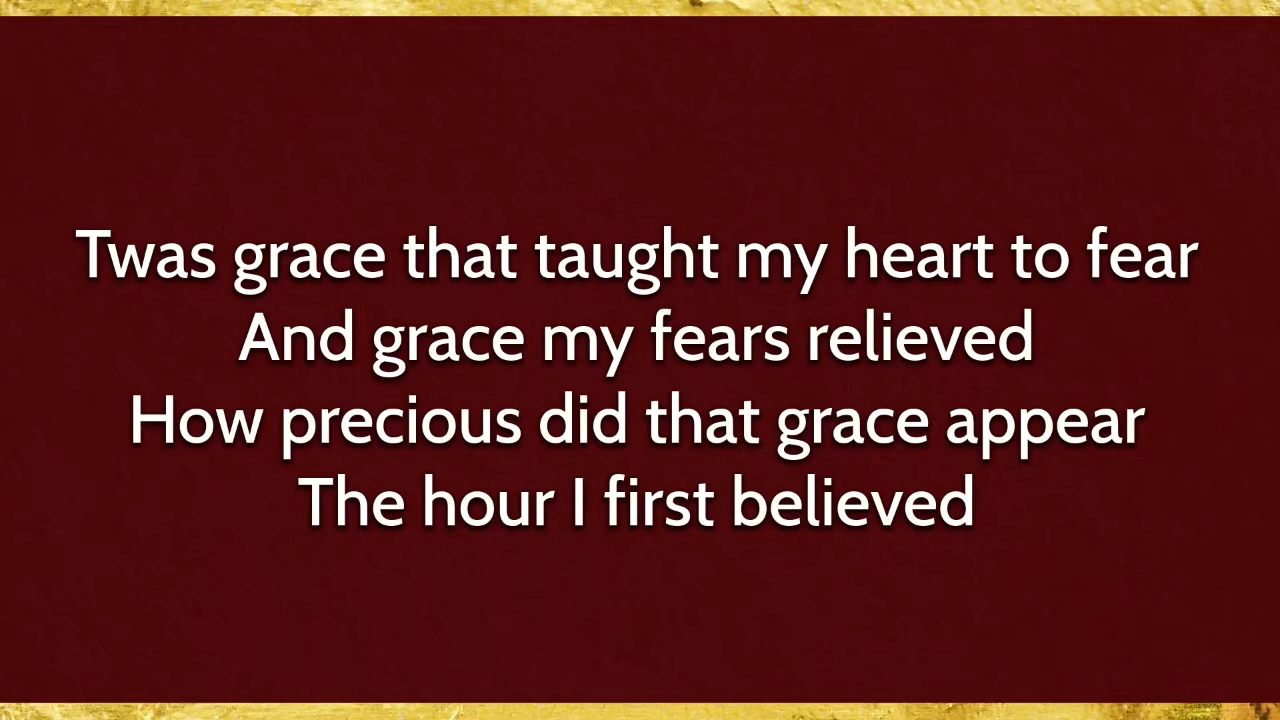 Twas grace that taught my heart to fear
And grace my fears relieved
How precious did that grace appear
The hour I first believed